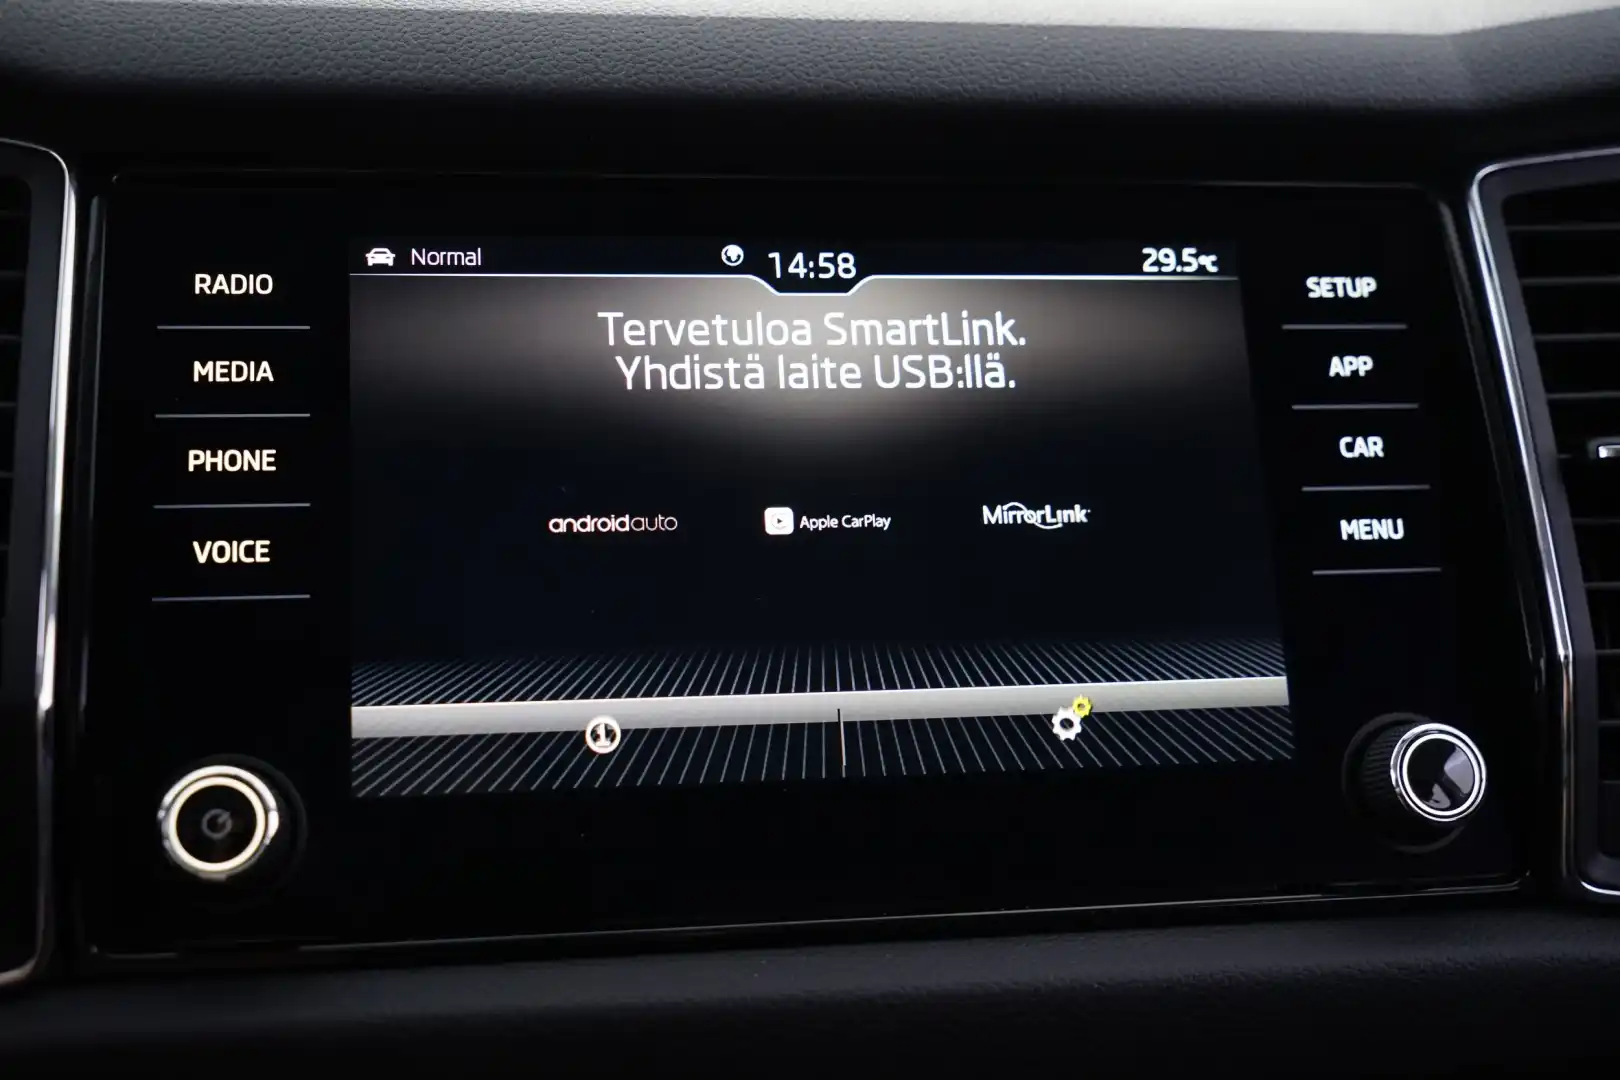 Normal
14:58
29.5°C
Tervetuloa SmartLink.
Yhdistä laite USB:llä.
androidauto
Apple CarPlay
MirrorLink
1
RADIO
MEDIA
PHONE
VOICE
SETUP
APP
CAR
MENU